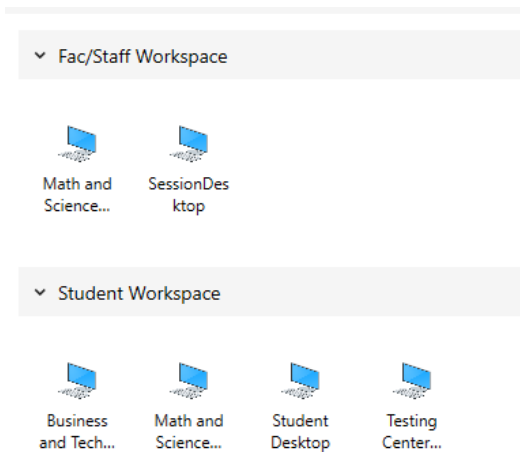 Fac/Staff Workspace
Math and
Science...
SessionDes
ktop
Student Workspace
Business
and Tech...
Math and
Science...
Student
Desktop
Testing
Center...